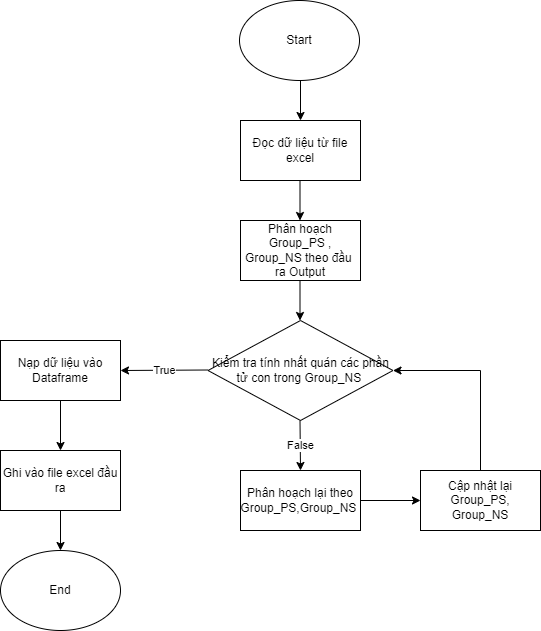 Start
Đọc dữ liệu từ file
excel
Phân hoạch
Group_PS ,
Group_NS theo đầu
ra Output
Kiểm tra tính nhất quán các phần
tử con trong Group_NS
True
Nạp dữ liệu vào
Dataframe
False
Ghi vào file excel đầu
ra
Phân hoạch lại theo
Group_PS,Group_NS
Cập nhật lại
Group_PS,
Group_NS
End